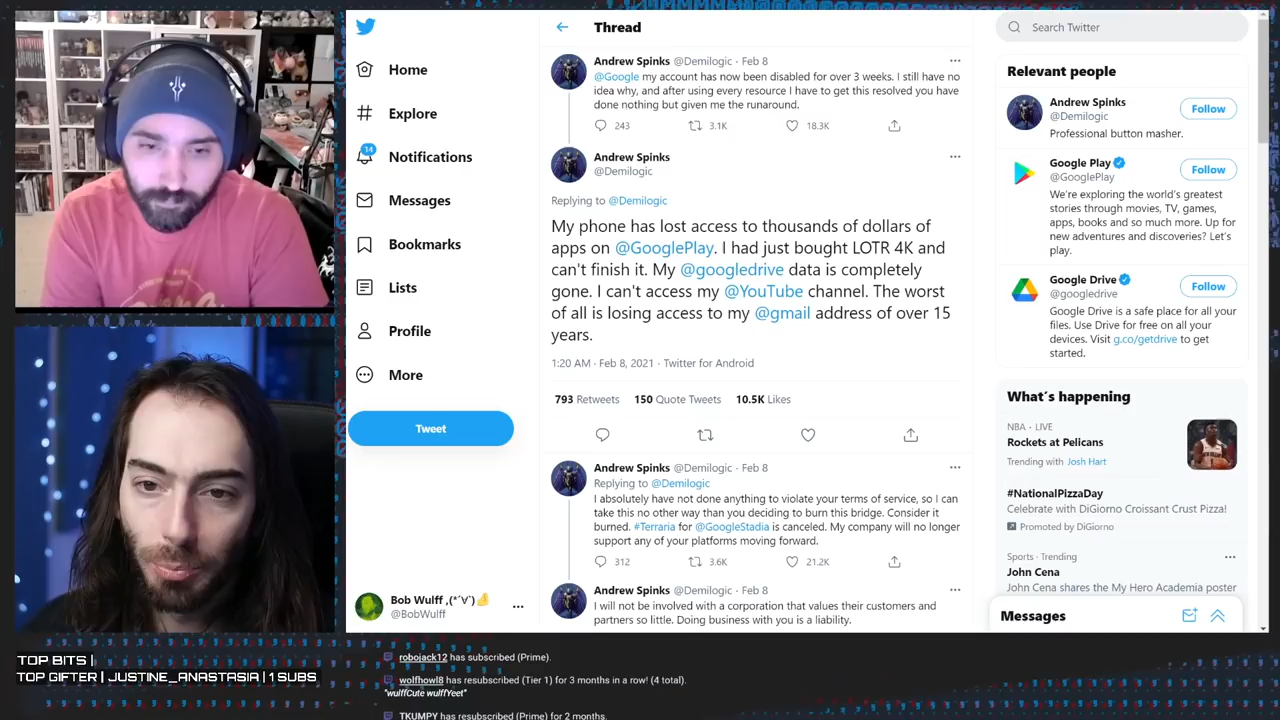 Home
Explore
14
Notifications
Messages
Bookmarks
Lists
Profile
More
Tweet
Bob Wulff ,(*´∀`)👍
@BobWulff
Thread
Andrew Spinks @Demilogic · Feb 8
@Google my account has now been disabled for over 3 weeks. I still have no
idea why, and after using every resource I have to get this resolved you have
done nothing but given me the runaround.
243 3.1K 18.3K
Andrew Spinks
@Demilogic
Replying to @Demilogic
My phone has lost access to thousands of dollars of
apps on @GooglePlay. I had just bought LOTR 4K and
can't finish it. My @googledrive data is completely
gone. I can't access my @YouTube channel. The worst
of all is losing access to my @gmail address of over 15
years.
1:20 AM · Feb 8, 2021 · Twitter for Android
793 Retweets 150 Quote Tweets 10.5K Likes
Andrew Spinks @Demilogic · Feb 8
Replying to @Demilogic
I absolutely have not done anything to violate your terms of service, so I can
take this no other way than you deciding to burn this bridge. Consider it
burned. #Terraria for @GoogleStadia is canceled. My company will no longer
support any of your platforms moving forward.
312 3.6K 21.2K
Andrew Spinks @Demilogic · Feb 8
I will not be involved with a corporation that values their customers and
partners so little. Doing business with you is a liability.
Search Twitter
Relevant people
Andrew Spinks
@Demilogic
Follow
Professional button masher.
Google Play
@GooglePlay
Follow
We're exploring the world's greatest
stories through movies, TV, games,
apps, books and so much more. Up for
new adventures and discoveries? Let's
play.
Google Drive
@googledrive
Follow
Google Drive is a safe place for all your
files. Use Drive for free on all your
devices. Visit g.co/getdrive to get
started.
What's happening
NBA · LIVE
Rockets at Pelicans
Trending with Josh Hart
#NationalPizzaDay
Celebrate with DiGiorno Croissant Crust Pizza!
Promoted by DiGiorno
Sports · Trending
John Cena
John Cena shares the My Hero Academia poster
Messages
TOP BITS |
TOP GIFTER | JUSTINE_ANASTASIA | 1 SUBS
robojack12 has subscribed (Prime).
wolfhowl8 has resubscribed (Tier 1) for 3 months in a row! (4 total).
"wulffCute wulffYeet"
TKUMPY has resubscribed (Prime) for 2 months.